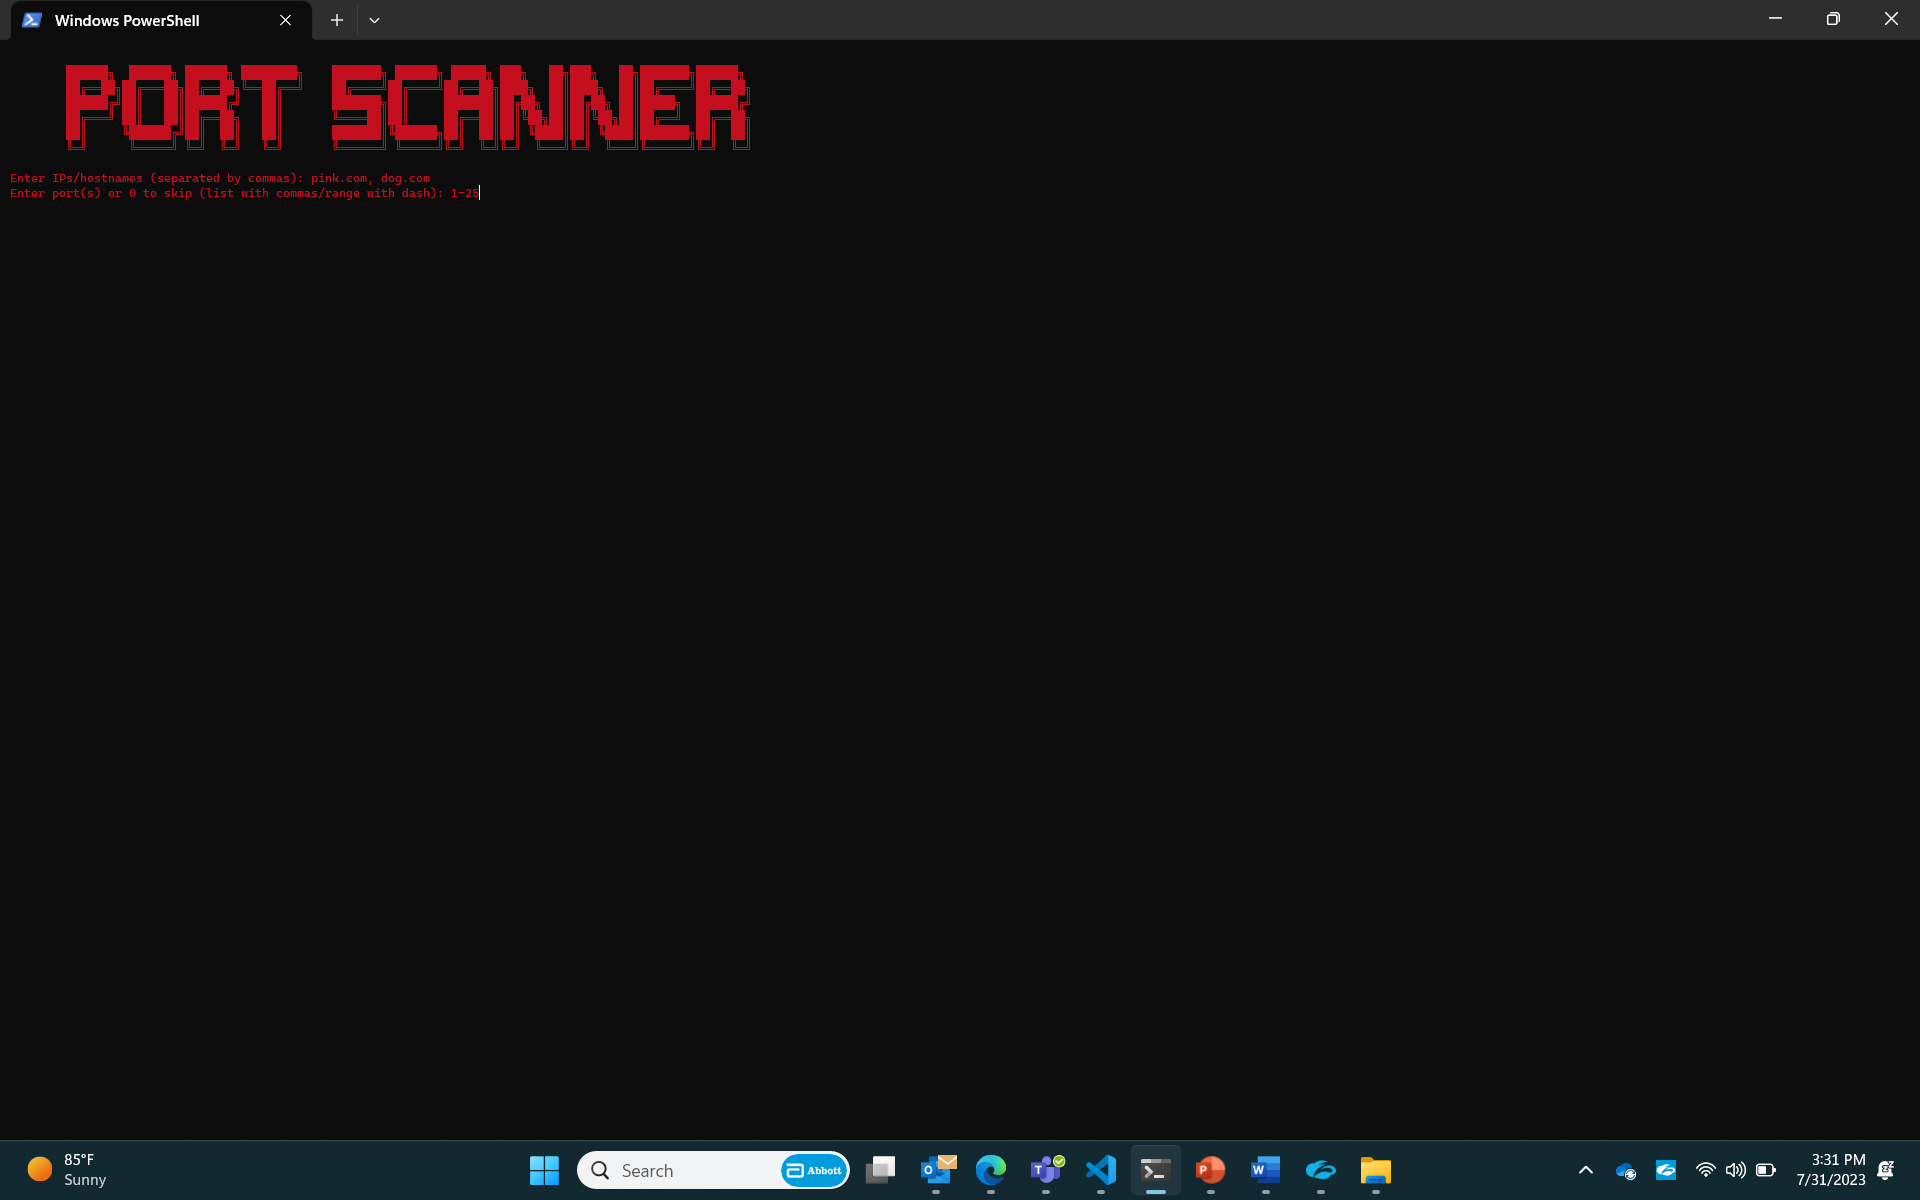 Windows PowerShell
PORT SCANNER
Enter IPs/hostnames (separated by commas): pink.com, dog.com
Enter port(s) or 0 to skip (list with commas/range with dash): 1-25
85°F
Sunny
Search
Abbott
3:31 PM
7/31/2023